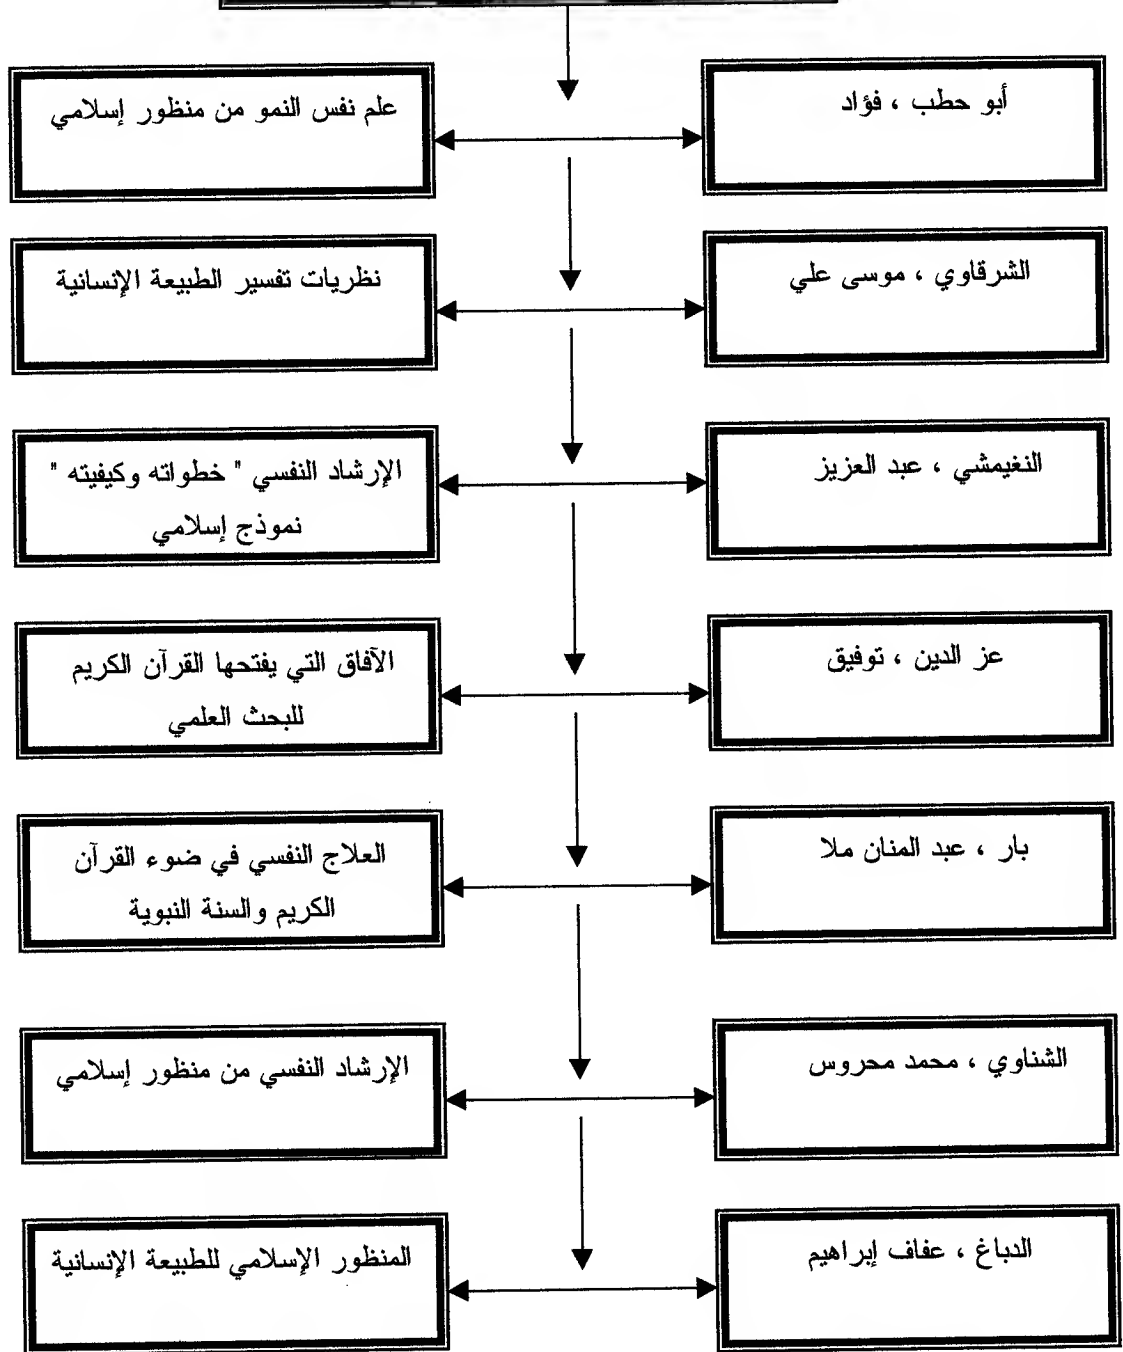 أبو حطب ، فؤاد
علم نفس النمو من منظور إسلامي
الشرقاوي ، موسى علي
نظريات تفسير الطبيعة الإنسانية
النغيمشي ، عبد العزيز
الإرشاد النفسي " خطواته وكيفيته "
نموذج إسلامي
عز الدين ، توفيق
الآفاق التي يفتحها القرآن الكريم
للبحث العلمي
بار ، عبد المنان ملا
العلاج النفسي في ضوء القرآن
الكريم والسنة النبوية
الشناوي ، محمد محروس
الإرشاد النفسي من منظور إسلامي
الدباغ ، عفاف إبراهيم
المنظور الإسلامي للطبيعة الإنسانية